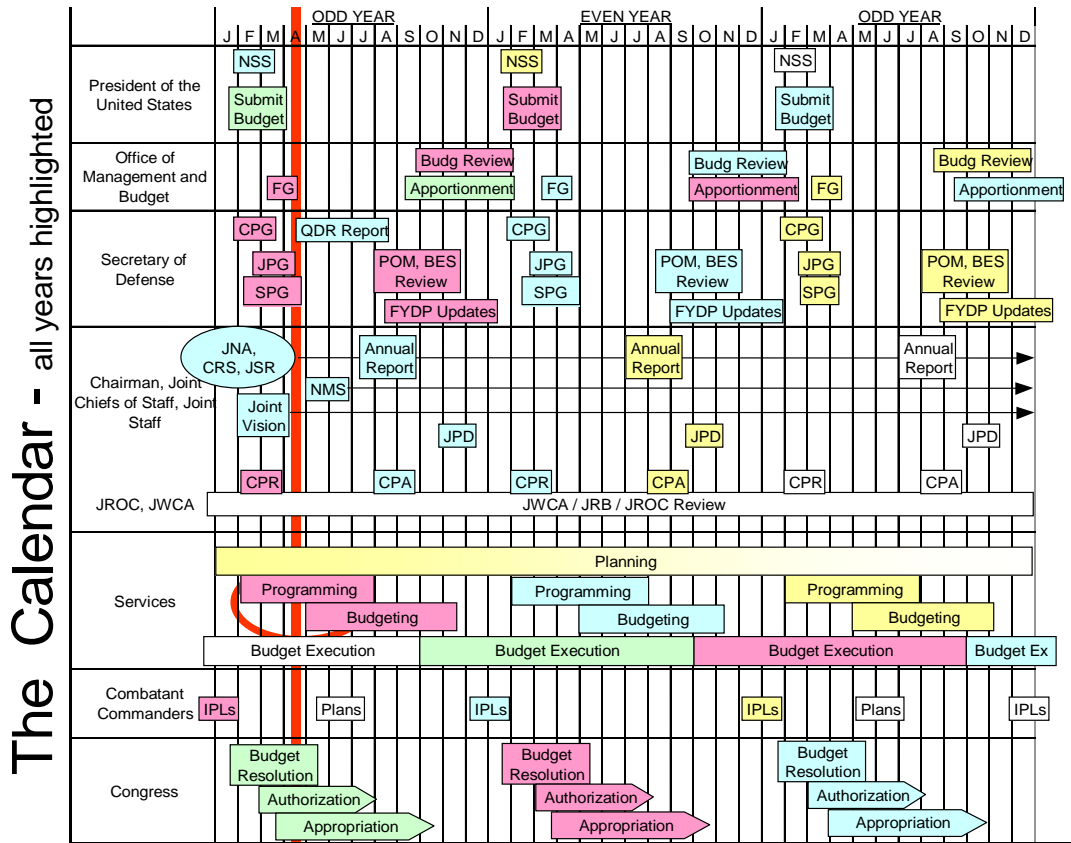 The Calendar - all years highlighted
ODD YEAR
EVEN YEAR
ODD YEAR
J F M A M J J A S O N D J F M A M J J A S O N D J F M A M J J A S O N D
President of the
United States
NSS
NSS
NSS
Submit
Budget
Submit
Budget
Submit
Budget
Office of
Management and
Budget
Budg Review
Budg Review
Budg Review
FG
Apportionment
FG
Apportionment
FG
Apportionment
Secretary of
Defense
CPG
QDR Report
CPG
CPG
JPG
POM, BES
Review
JPG
POM, BES
Review
JPG
POM, BES
Review
SPG
SPG
SPG
FYDP Updates
FYDP Updates
FYDP Updates
Chairman, Joint
Chiefs of Staff, Joint
Staff
JNA,
CRS, JSR
Annual
Report
Annual
Report
Annual
Report
NMS
Joint
Vision
JPD
JPD
JPD
CPR
CPA
CPR
CPA
CPR
CPA
JROC, JWCA
JWCA / JRB / JROC Review
Services
Planning
Programming
Programming
Programming
Budgeting
Budgeting
Budgeting
Budget Execution
Budget Execution
Budget Execution
Budget Ex
Combatant
Commanders
IPLs
Plans
IPLs
IPLs
Plans
IPLs
Congress
Budget
Resolution
Budget
Resolution
Budget
Resolution
Authorization
Authorization
Authorization
Appropriation
Appropriation
Appropriation